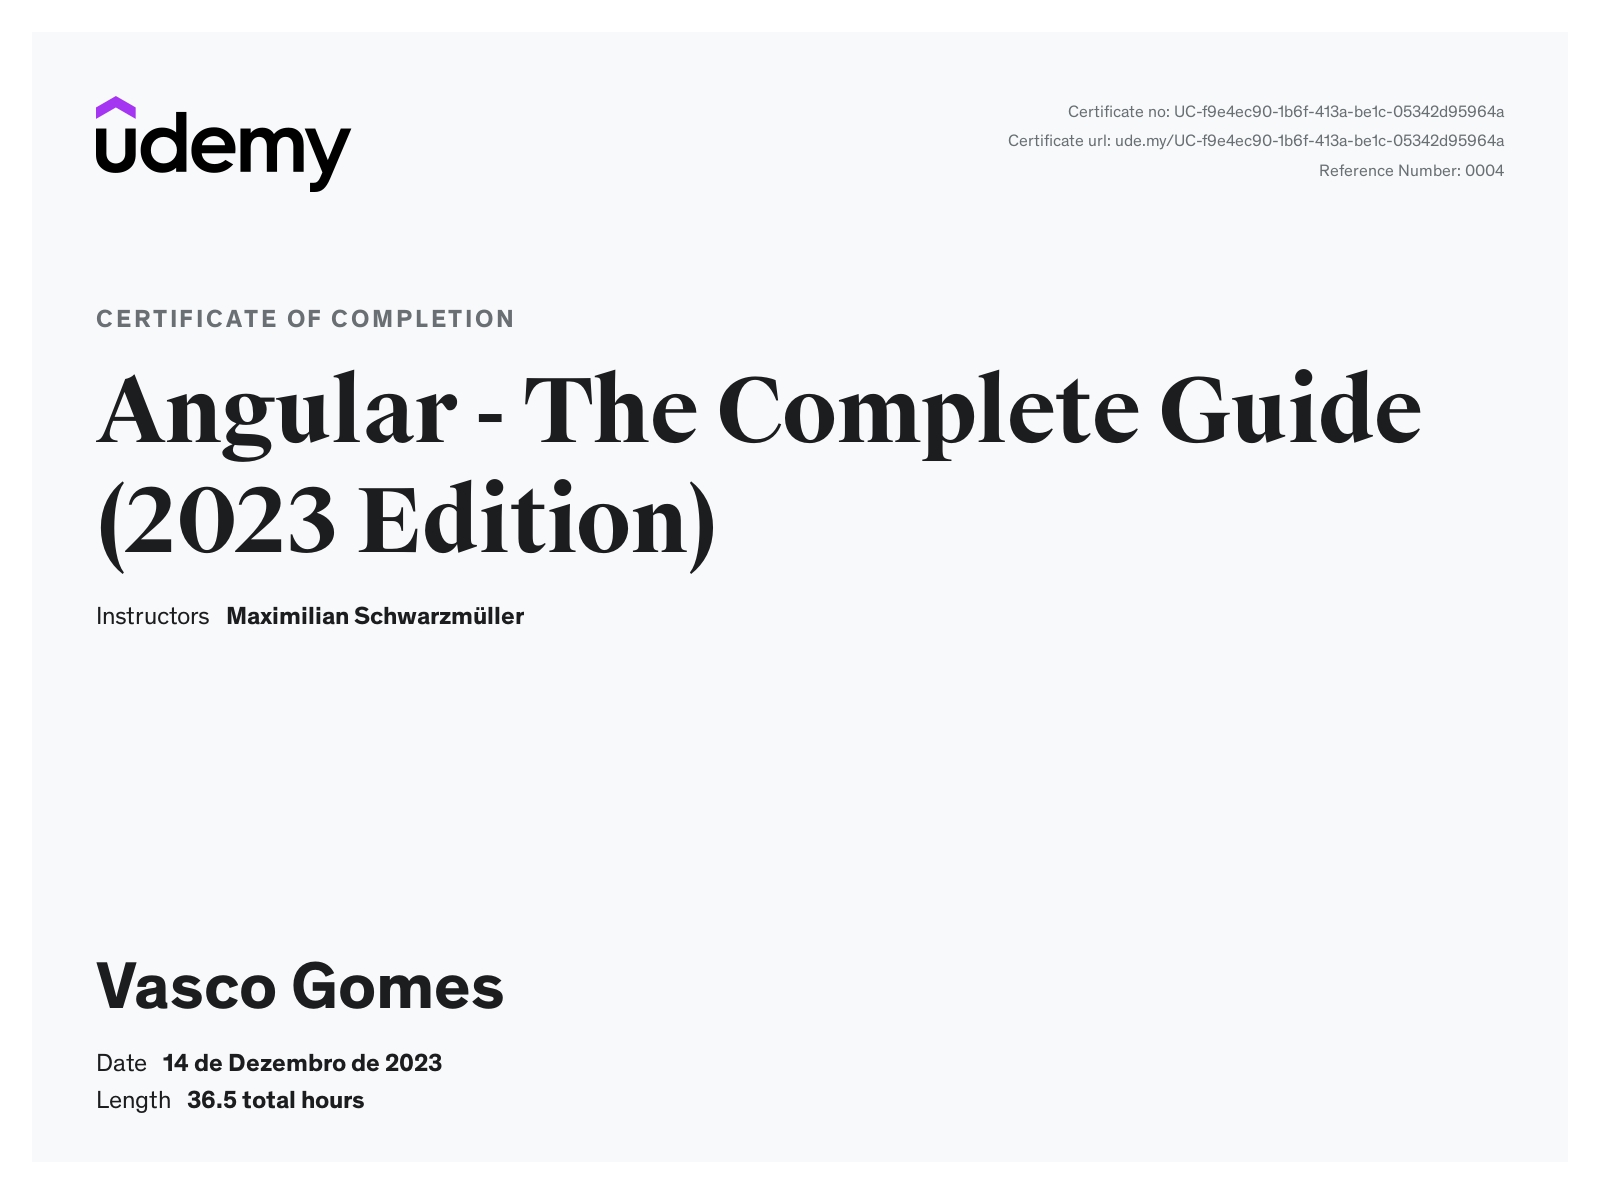 udemy
Certificate no: UC-f9e4ec90-1b6f-413a-be1c-05342d95964a
Certificate url: ude.my/UC-f9e4ec90-1b6f-413a-be1c-05342d95964a
Reference Number: 0004
CERTIFICATE OF COMPLETION
Angular - The Complete Guide
(2023 Edition)
Instructors Maximilian Schwarzmüller
Vasco Gomes
Date 14 de Dezembro de 2023
Length 36.5 total hours